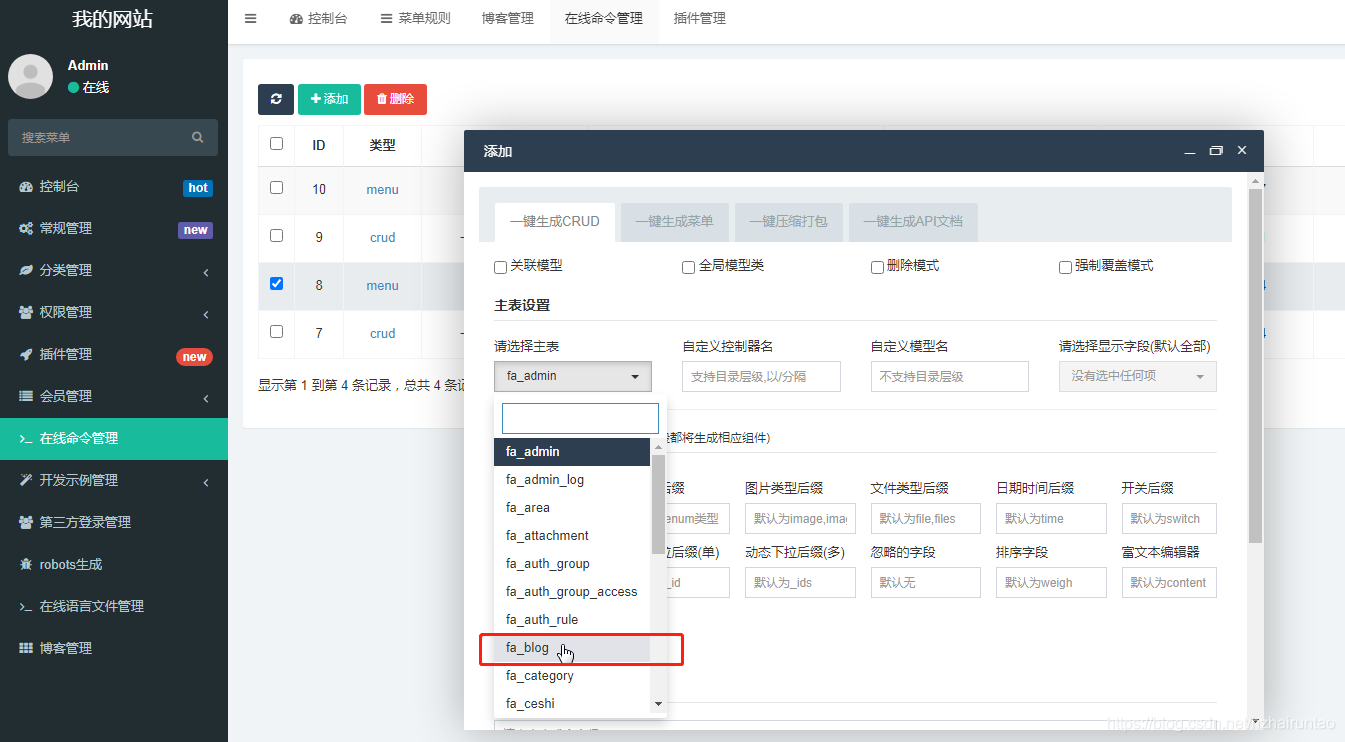 我的网站
控制台
菜单规则
博客管理
在线命令管理
插件管理
Admin
在线
搜索菜单
控制台 hot
常规管理 new
分类管理
权限管理
插件管理 new
会员管理
在线命令管理
开发示例管理
第三方登录管理
robots生成
在线语言文件管理
博客管理
添加
删除
ID 类型
10 menu
9 crud
8 menu
7 crud
显示第 1 到第 4 条记录，总共 4 条
添加
一键生成CRUD 一键生成菜单 一键压缩打包 一键生成API文档
关联模型 全局模型类 删除模式 强制覆盖模式
主表设置
请选择主表 自定义控制器名 自定义模型名 请选择显示字段(默认全部)
fa_admin 支持目录层级,以/分隔 不支持目录层级 没有选中任何项
都将生成相应组件)
fa_admin
fa_admin_log
fa_area
fa_attachment
fa_auth_group
fa_auth_group_access
fa_auth_rule
fa_blog
fa_category
fa_ceshi
后缀 图片类型后缀 文件类型后缀 日期时间后缀 开关后缀
enum类型 默认为image,imag 默认为file,files 默认为time 默认为switch
后缀(单) 动态下拉后缀(多) 忽略的字段 排序字段 富文本编辑器
_id 默认为_ids 默认无 默认为weigh 默认为content